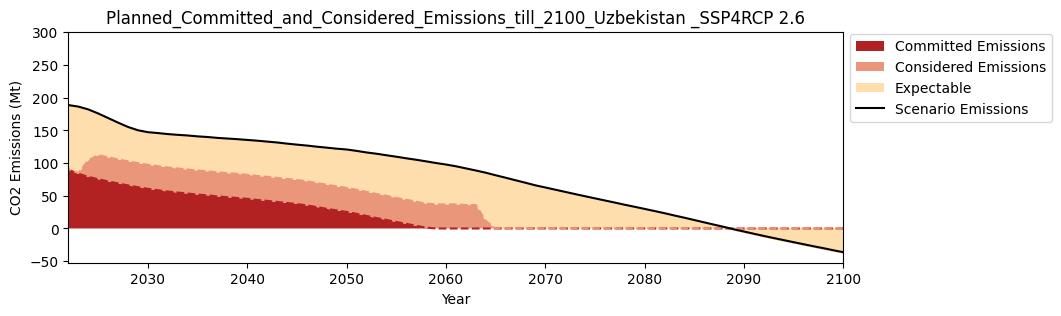 Planned_Committed_and_Considered_Emissions_till_2100_Uzbekistan _SSP4RCP 2.6
300
250
200
150
100
50
0
−50
CO2 Emissions (Mt)
2030 2040 2050 2060 2070 2080 2090 2100
Year
Committed Emissions
Considered Emissions
Expectable
Scenario Emissions